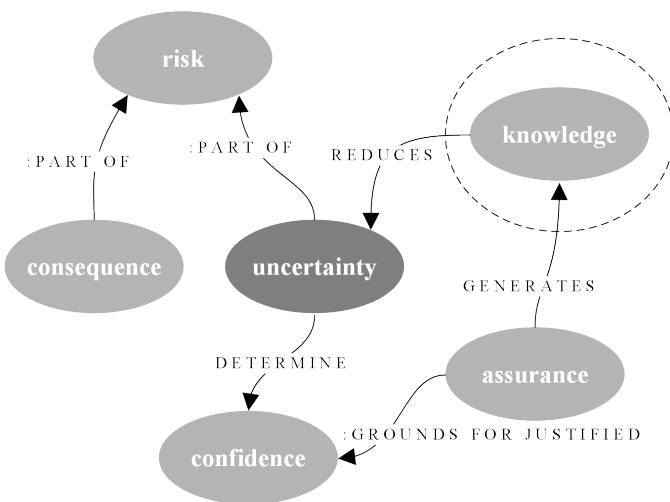 risk
knowledge
:PART OF
:PART OF
REDUCES
consequence
uncertainty
GENERATES
DETERMINE
assurance
:GROUNDS FOR JUSTIFIED
confidence